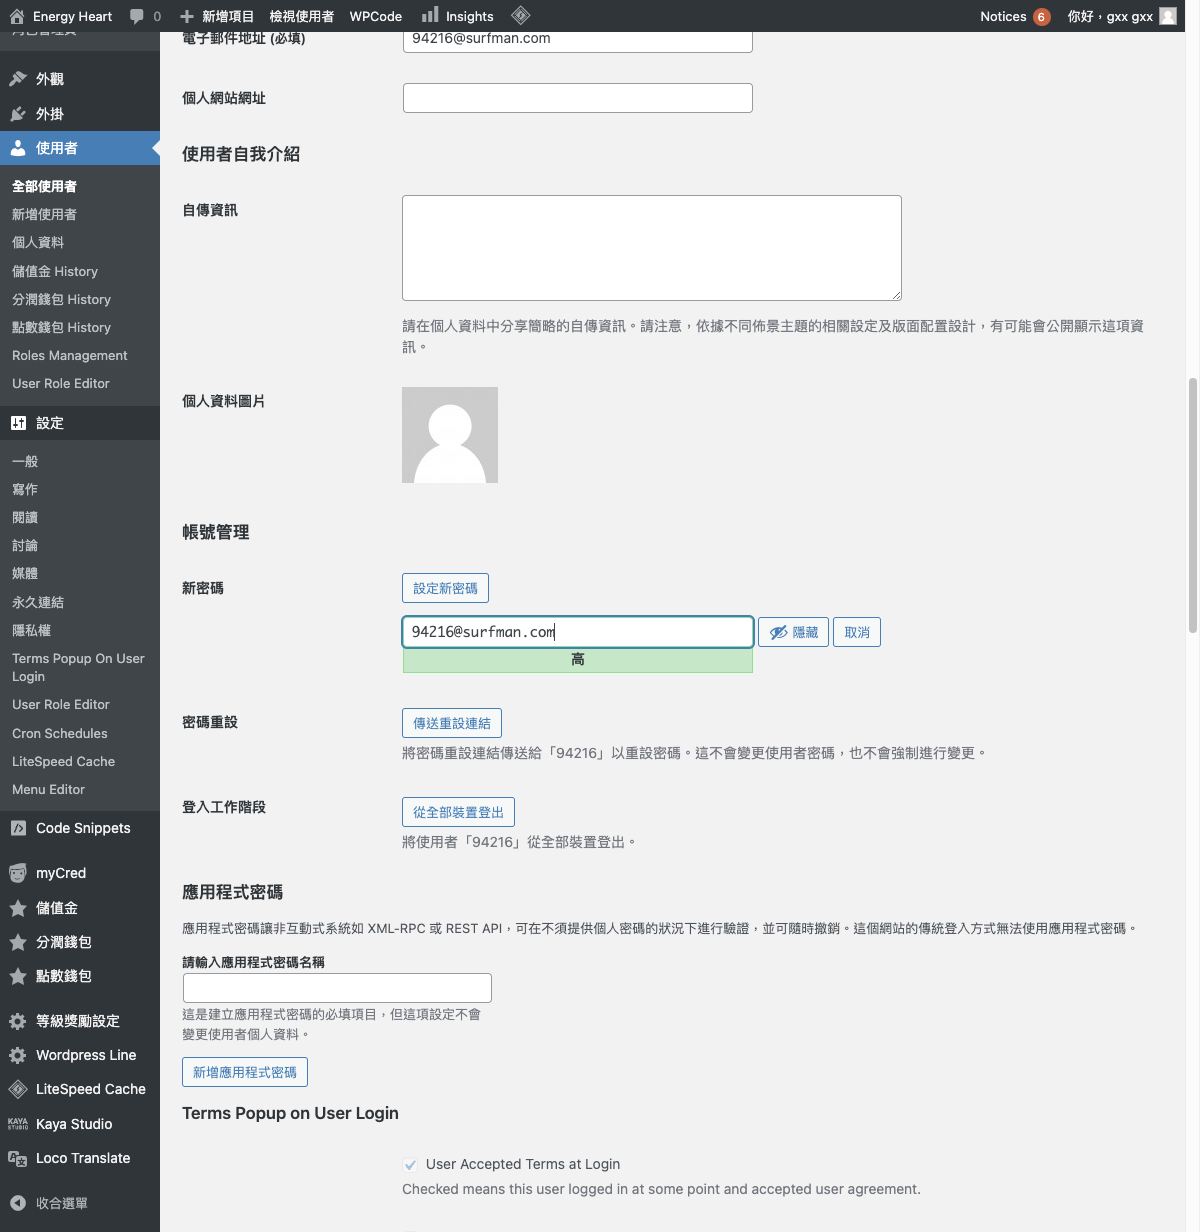 Energy Heart
0
新增項目
檢視使用者
WPCode
Insights
Notices 6
你好，gxx gxx
角色管理員
外觀
外掛
使用者
全部使用者
新增使用者
個人資料
儲值金 History
分潤錢包 History
點數錢包 History
Roles Management
User Role Editor
設定
一般
寫作
閱讀
討論
媒體
永久連結
隱私權
Terms Popup On User
Login
User Role Editor
Cron Schedules
LiteSpeed Cache
Menu Editor
Code Snippets
myCred
儲值金
分潤錢包
點數錢包
等級獎勵設定
Wordpress Line
LiteSpeed Cache
KAYA
STUDIO
Kaya Studio
Loco Translate
收合選單
電子郵件地址 (必填)
94216@surfman.com
個人網站網址
使用者自我介紹
自傳資訊
請在個人資料中分享簡略的自傳資訊。請注意，依據不同佈景主題的相關設定及版面配置設計，有可能會公開顯示這項資
訊。
個人資料圖片
帳號管理
新密碼
設定新密碼
94216@surfman.com
隱藏
取消
高
密碼重設
傳送重設連結
將密碼重設連結傳送給「94216」以重設密碼。這不會變更使用者密碼，也不會強制進行變更。
登入工作階段
從全部裝置登出
將使用者「94216」從全部裝置登出。
應用程式密碼
應用程式密碼讓非互動式系統如 XML-RPC 或 REST API，可在不須提供個人密碼的狀況下進行驗證，並可隨時撤銷。這個網站的傳統登入方式無法使用應用程式密碼。
請輸入應用程式密碼名稱
這是建立應用程式密碼的必填項目，但這項設定不會
變更使用者個人資料。
新增應用程式密碼
Terms Popup on User Login
User Accepted Terms at Login
Checked means this user logged in at some point and accepted user agreement.